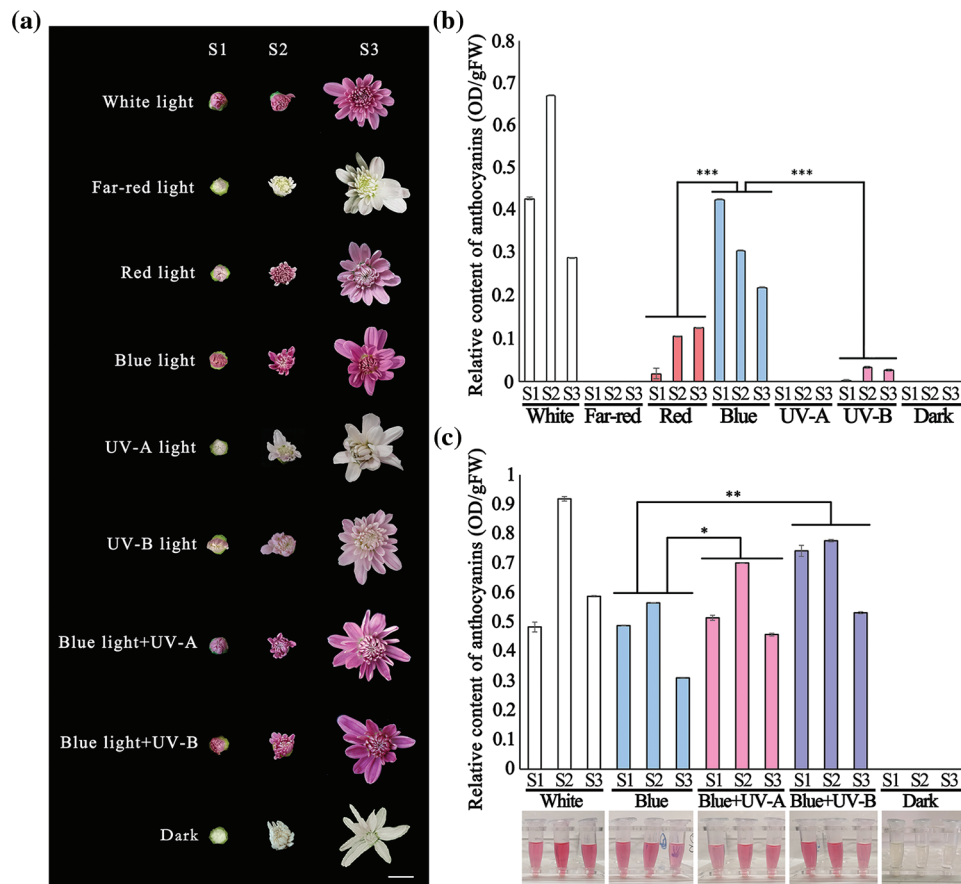 (a)
S1 S2 S3
White light
Far-red light
Red light
Blue light
UV-A light
UV-B light
Blue light+UV-A
Blue light+UV-B
Dark
(b)
Relative content of anthocyanins (OD/gFW)
0.8
0.7
0.6
0.5
0.4
0.3
0.2
0.1
0
*** ***
S1 S2 S3 S1 S2 S3 S1 S2 S3 S1 S2 S3 S1 S2 S3 S1 S2 S3 S1 S2 S3
White Far-red Red Blue UV-A UV-B Dark
(c)
Relative content of anthocyanins (OD/gFW)
1
0.9
0.8
0.7
0.6
0.5
0.4
0.3
0.2
0.1
0
**
*
S1 S2 S3 S1 S2 S3 S1 S2 S3 S1 S2 S3 S1 S2 S3
White Blue Blue+UV-A Blue+UV-B Dark